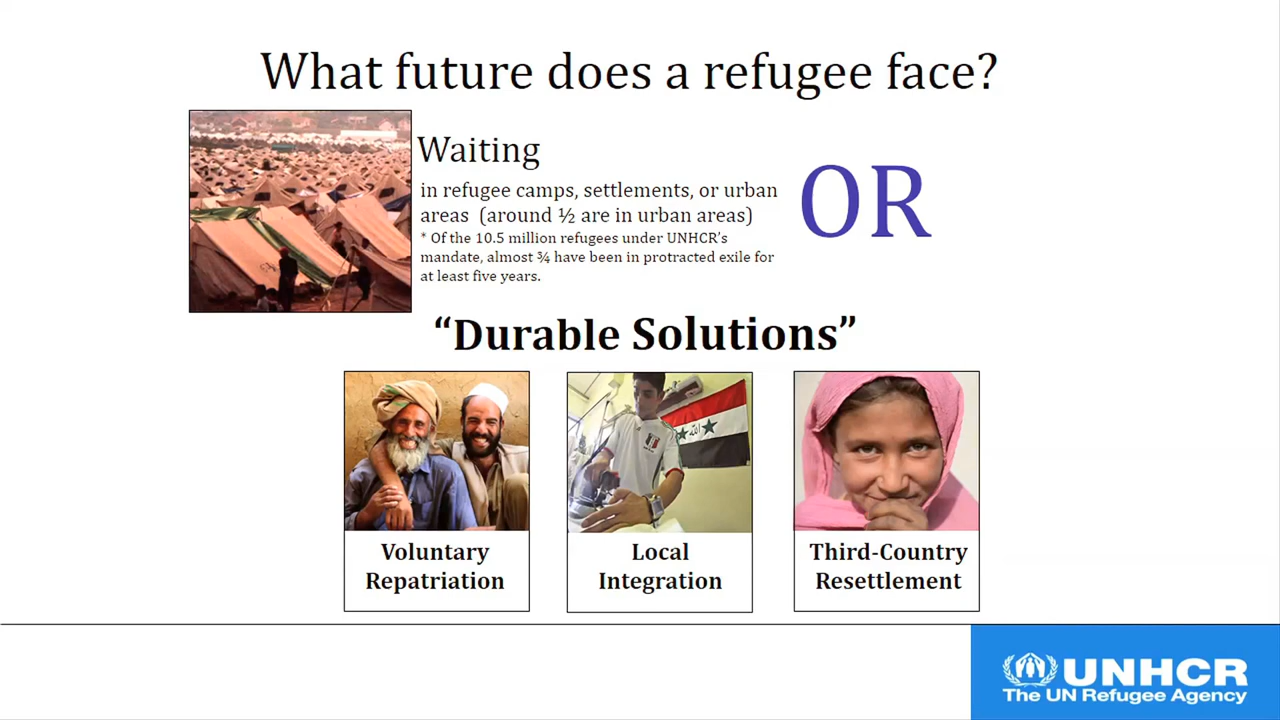 What future does a refugee face?
Waiting
in refugee camps, settlements, or urban
areas (around ½ are in urban areas)
* Of the 10.5 million refugees under UNHCR's
mandate, almost ¾ have been in protracted exile for
at least five years.
OR
“Durable Solutions”
Voluntary
Repatriation
Local
Integration
Third-Country
Resettlement
UNHCR
The UN Refugee Agency